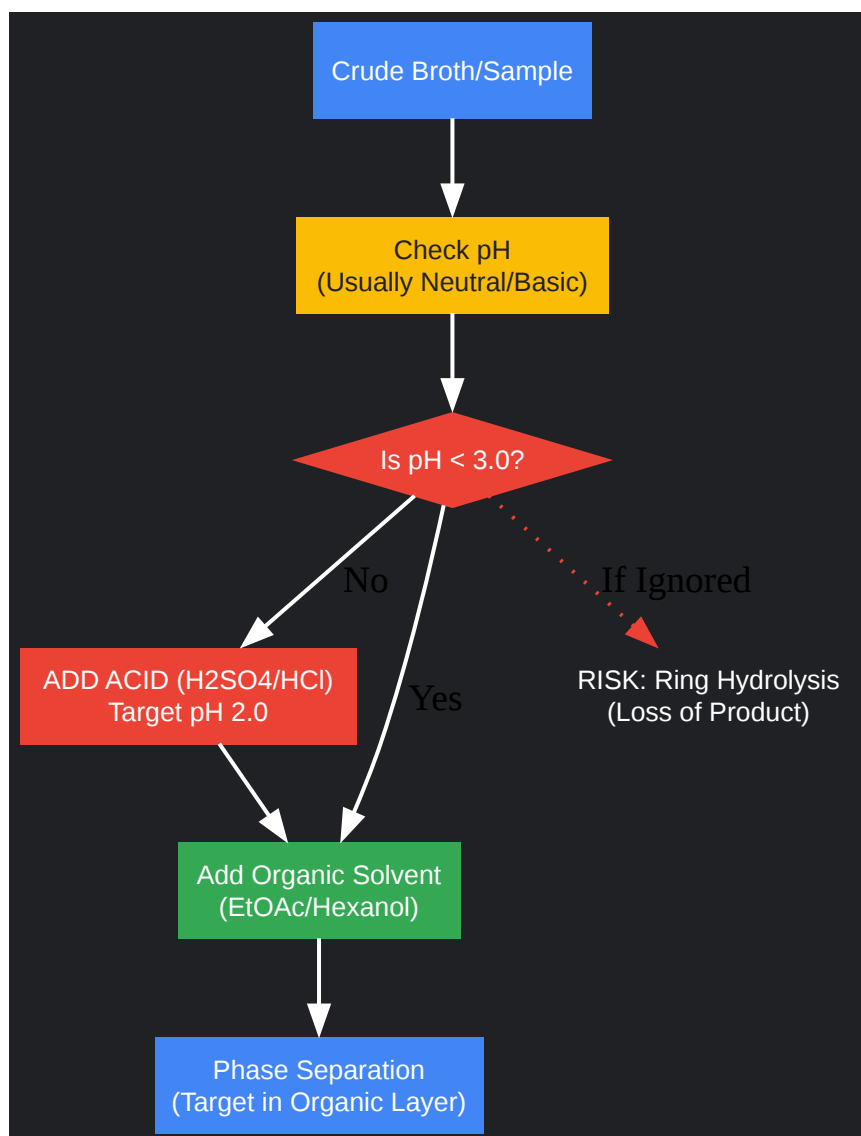 Crude Broth/Sample
Check pH
(Usually Neutral/Basic)
Is pH < 3.0?
No
If Ignored
ADD ACID (H2SO4/HCl)
Target pH 2.0
Yes
RISK: Ring Hydrolysis
(Loss of Product)
Add Organic Solvent
(EtOAc/Hexanol)
Phase Separation
(Target in Organic Layer)